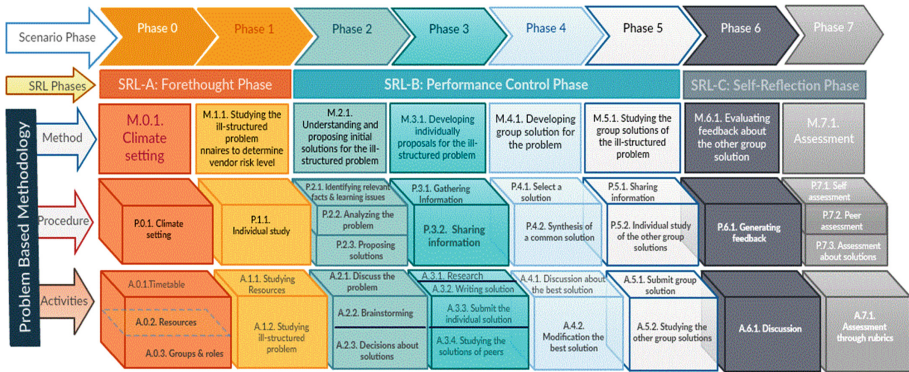 Scenario Phase
Phase 0
Phase 1
Phase 2
Phase 3
Phase 4
Phase 5
Phase 6
Phase 7
SRL Phases
SRL-A: Forethought Phase
SRL-B: Performance Control Phase
SRL-C: Self-Reflection Phase
Problem Based Methodology
Method
M.0.1.
Climate
setting
M.1.1. Studying the
ill-structured
problem
nnaires to determine
vendor risk level
M.2.1.
Understanding and
proposing initial
solutions for the ill-
structured problem
M.3.1. Developing
individually
proposals for the ill-
structured problem
M.4.1. Developing
group solution for
the problem
M.5.1. Studying the
group solutions of
the ill-structured
problem
M.6.1. Evaluating
feedback about
the other group
solution
M.7.1.
Assessment
Procedure
P.0.1. Climate
setting
P.1.1.
Individual study
P.2.1. Identifying relevant
facts & learning issues
P.2.2. Analyzing the
problem
P.2.3. Proposing
solutions
P.3.1. Gathering
Information
P.3.2. Sharing
information
P.4.1. Select a
solution
P.4.2. Synthesis of
a common solution
P.5.1. Sharing
information
P.5.2. Individual study
of the other group
solutions
P.6.1. Generating
feedback
P.7.1. Self
assessment
P.7.2. Peer
assessment
P.7.3. Assessment
about solutions
Activities
A.0.1.Timetable
A.0.2. Resources
A.0.3. Groups & roles
A.1.1. Studying
Resources
A.1.2. Studying
ill-structured
problem
A.2.1. Discuss the
problem
A.2.2. Brainstorming
A.2.3. Decisions about
solutions
A.3.1. Research
A.3.2. Writing solution
A.3.3. Submit the
individual solution
A.3.4. Studying the
solutions of peers
A.4.1. Discussion about
the best solution
A.4.2.
Modification the
best solution
A.5.1. Submit group
solution
A.5.2. Studying the
other group solutions
A.6.1. Discussion
A.7.1.
Assessment
through rubrics